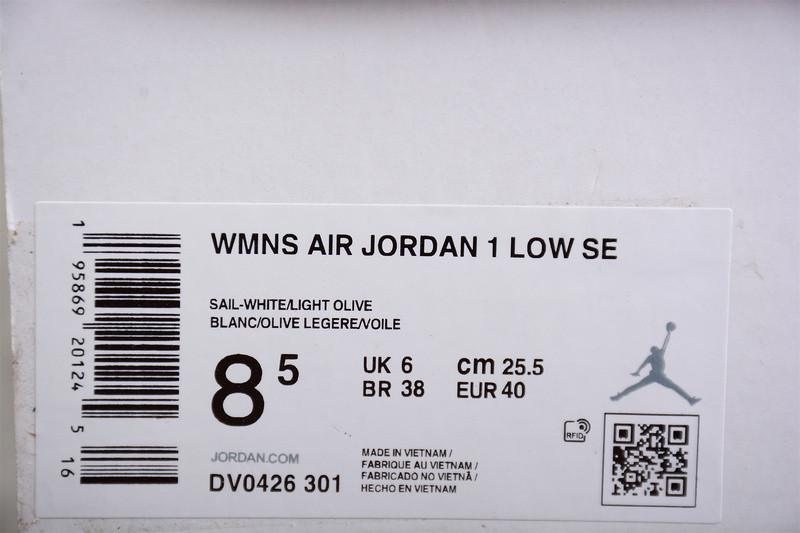 WMNS AIR JORDAN 1 LOW SE
SAIL-WHITE/LIGHT OLIVE
BLANC/OLIVE LEGERE/VOILE
8 5
UK 6
BR 38
cm 25.5
EUR 40
JORDAN.COM
DV0426 301
MADE IN VIETNAM /
FABRIQUE AU VIETNAM /
FABRICADO NO VIETNÃ /
HECHO EN VIETNAM
RFID
1 95869 20124 5 16